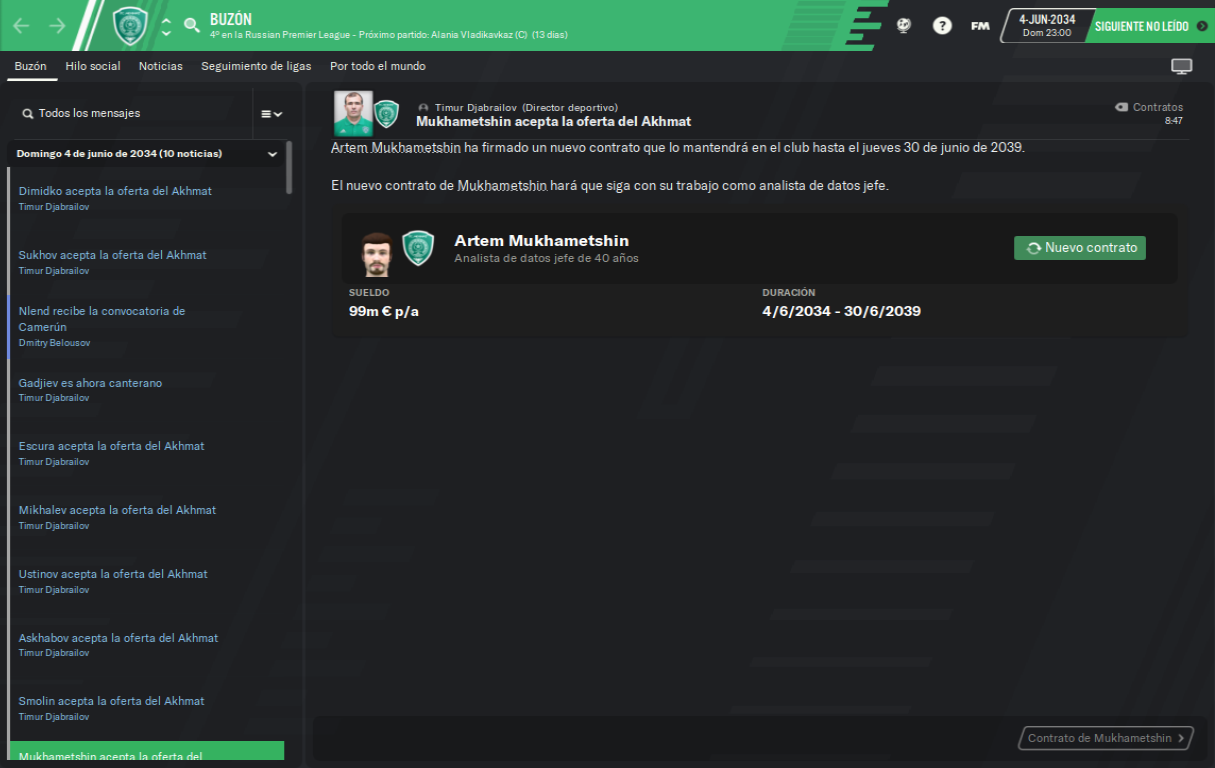 BUZÓN
4º en la Russian Premier League - Próximo partido: Alania Vladikavkaz (C) (13 días)
?
FM
4-JUN-2034
Dom 23:00
SIGUIENTE NO LEÍDO
Buzón
Hilo social
Noticias
Seguimiento de ligas
Por todo el mundo
Todos los mensajes
Domingo 4 de junio de 2034 (10 noticias)
Dimidko acepta la oferta del Akhmat
Timur Djabrailov
Sukhov acepta la oferta del Akhmat
Timur Djabrailov
Nlend recibe la convocatoria de
Camerún
Dmitry Belousov
Gadjiev es ahora canterano
Timur Djabrailov
Escura acepta la oferta del Akhmat
Timur Djabrailov
Mikhalev acepta la oferta del Akhmat
Timur Djabrailov
Ustinov acepta la oferta del Akhmat
Timur Djabrailov
Askhabov acepta la oferta del Akhmat
Timur Djabrailov
Smolin acepta la oferta del Akhmat
Timur Djabrailov
Mukhametshin acepta la oferta del
Timur Djabrailov (Director deportivo)
Mukhametshin acepta la oferta del Akhmat
Contratos
8:47
Artem Mukhametshin ha firmado un nuevo contrato que lo mantendrá en el club hasta el jueves 30 de junio de 2039.
El nuevo contrato de Mukhametshin hará que siga con su trabajo como analista de datos jefe.
Artem Mukhametshin
Analista de datos jefe de 40 años
Nuevo contrato
SUELDO
99m € p/a
DURACIÓN
4/6/2034 - 30/6/2039
Contrato de Mukhametshin